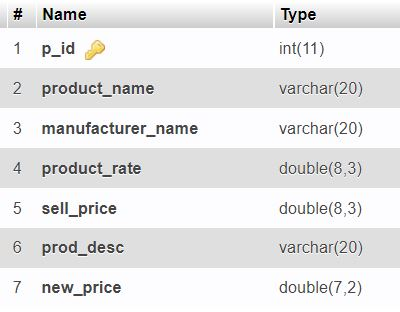 # Name Type
1 p_id int(11)
2 product_name varchar(20)
3 manufacturer_name varchar(20)
4 product_rate double(8,3)
5 sell_price double(8,3)
6 prod_desc varchar(20)
7 new_price double(7,2)